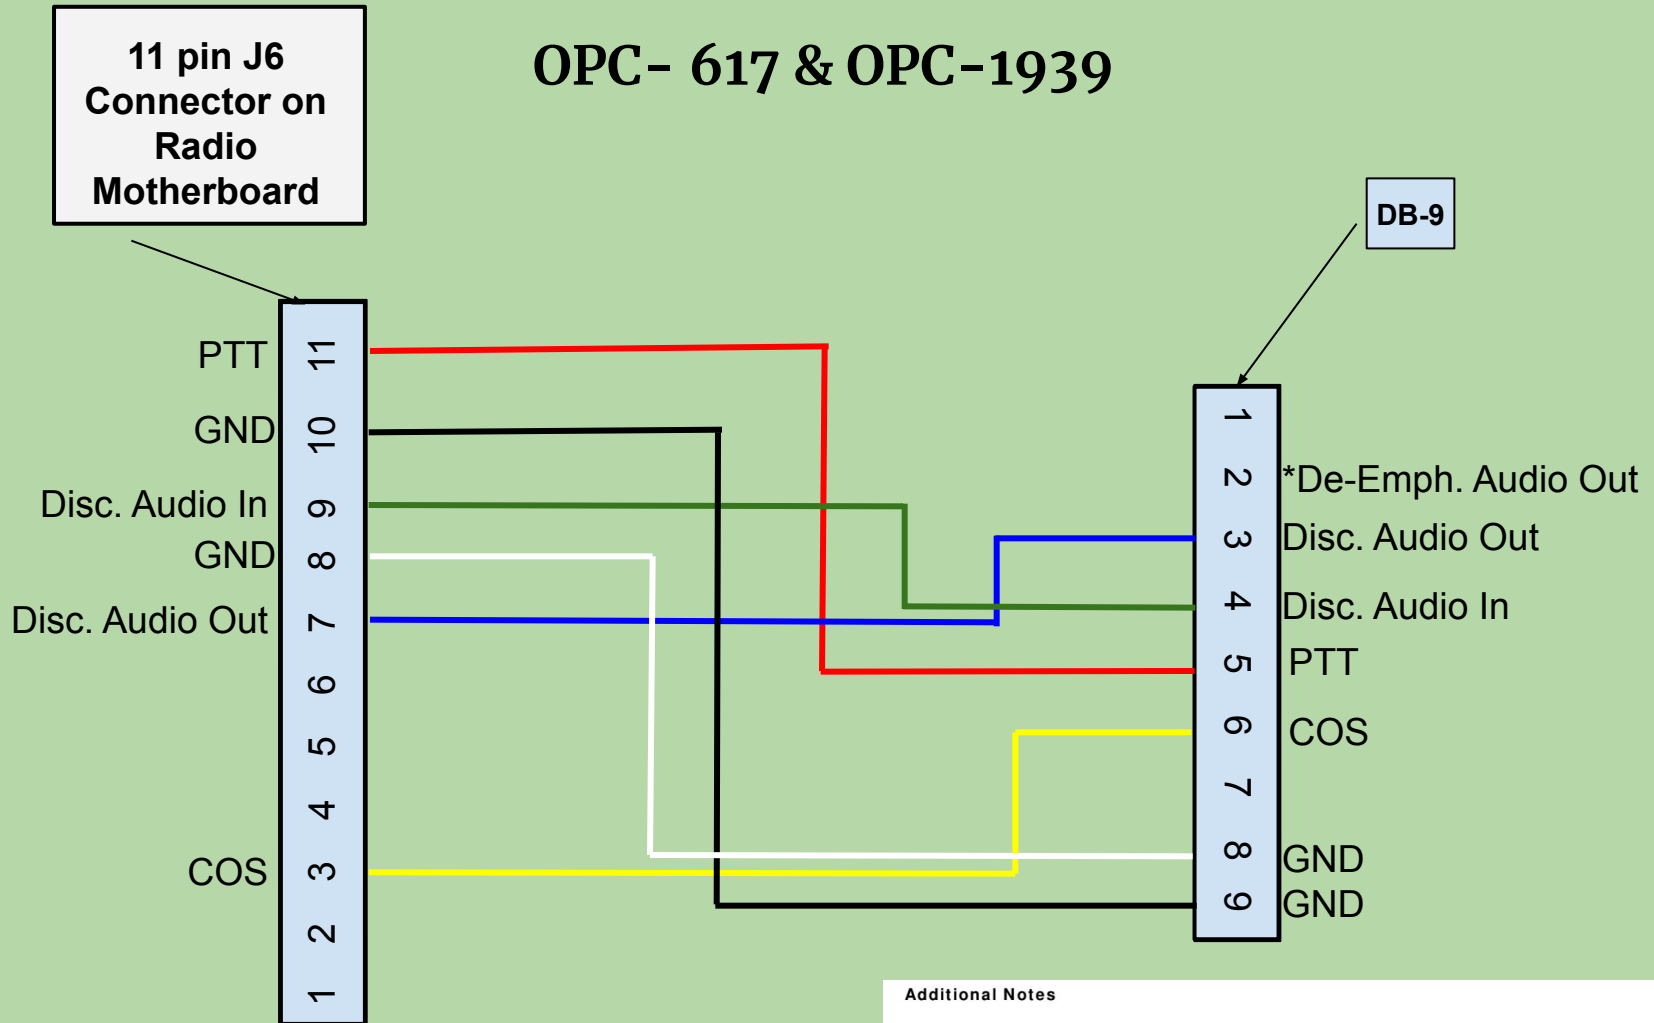 11 pin J6
Connector on
Radio
Motherboard
OPC- 617 & OPC-1939
DB-9
PTT
11
GND
10
Disc. Audio In
9
GND
8
Disc. Audio Out
7
6
5
4
COS
3
2
1
1
2
*De-Emph. Audio Out
3
Disc. Audio Out
4
Disc. Audio In
5
PTT
6
COS
7
8
GND
9
GND
Additional Notes